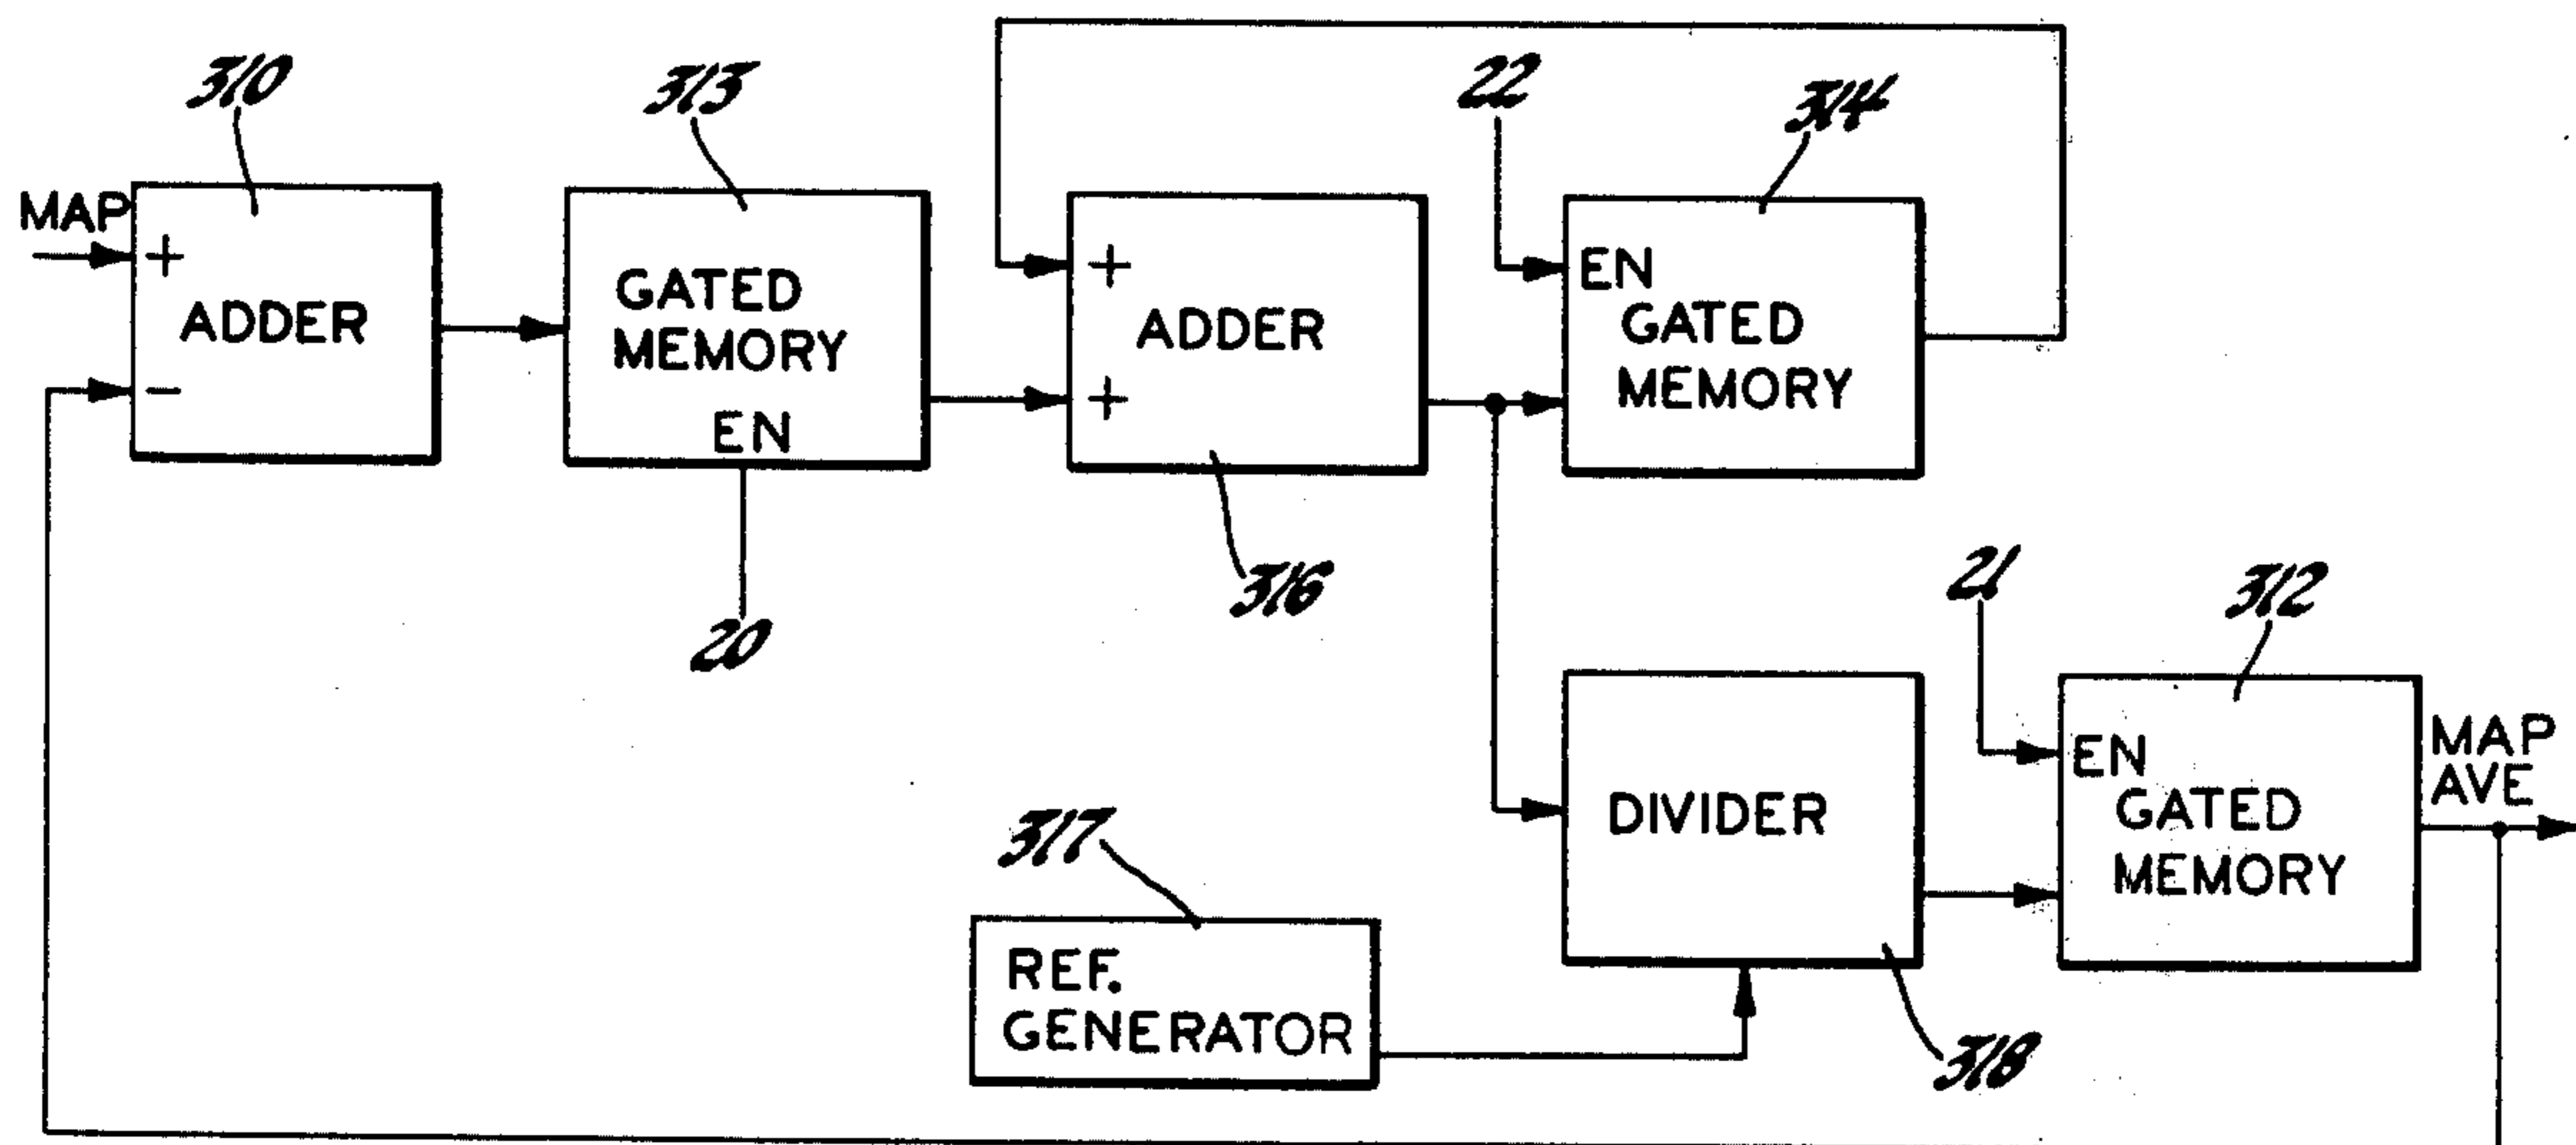 310
313
22
314
MAP
+
ADDER
-
GATED
MEMORY
EN
20
+
ADDER
+
316
EN
GATED
MEMORY
21
312
DIVIDER
EN
GATED
MEMORY
MAP
AVE
317
REF.
GENERATOR
318